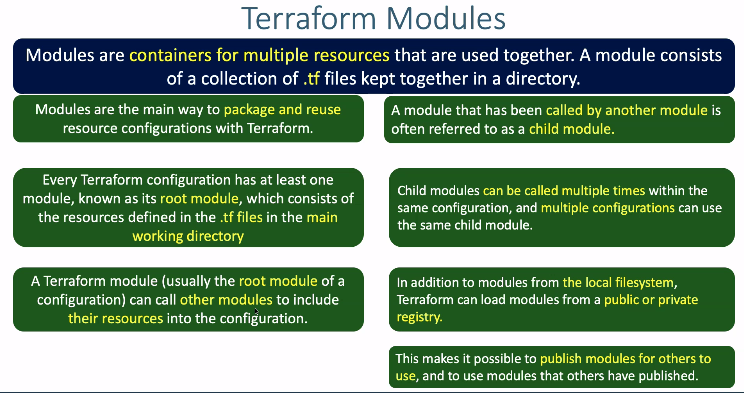 Terraform Modules
Modules are containers for multiple resources that are used together. A module consists
of a collection of .tf files kept together in a directory.
Modules are the main way to package and reuse
resource configurations with Terraform.
Every Terraform configuration has at least one
module, known as its root module, which consists of
the resources defined in the .tf files in the main
working directory
A Terraform module (usually the root module of a
configuration) can call other modules to include
their resources into the configuration.
A module that has been called by another module is
often referred to as a child module.
Child modules can be called multiple times within the
same configuration, and multiple configurations can use
the same child module.
In addition to modules from the local filesystem,
Terraform can load modules from a public or private
registry.
This makes it possible to publish modules for others to
use, and to use modules that others have published.